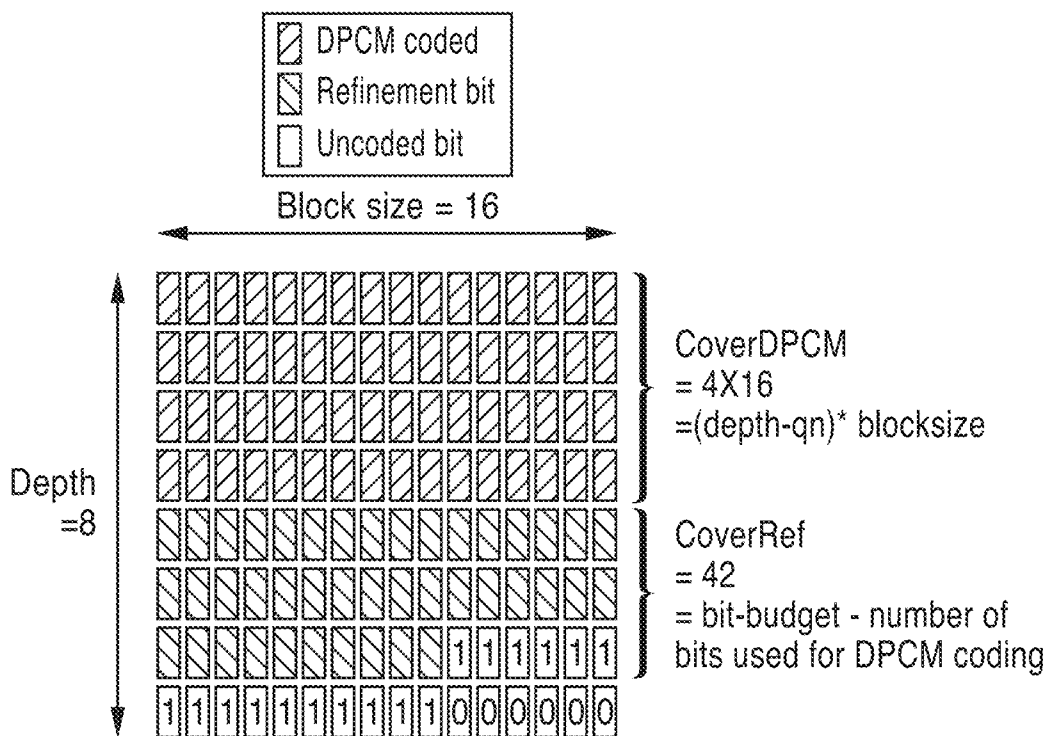 DPCM coded
Refinement bit
Uncoded bit
Block size = 16
CoverDPCM
= 4X16
=(depth-qn)* blocksize
Depth
=8
CoverRef
= 42
= bit-budget - number of
bits used for DPCM coding
1 1 1 1 1 1
1 1 1 1 1 1 1 1 1 1 0 0 0 0 0 0